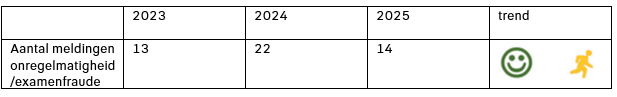 2023 2024 2025 trend
Aantal meldingen 13 22 14
onregelmatigheid
/examenfraude